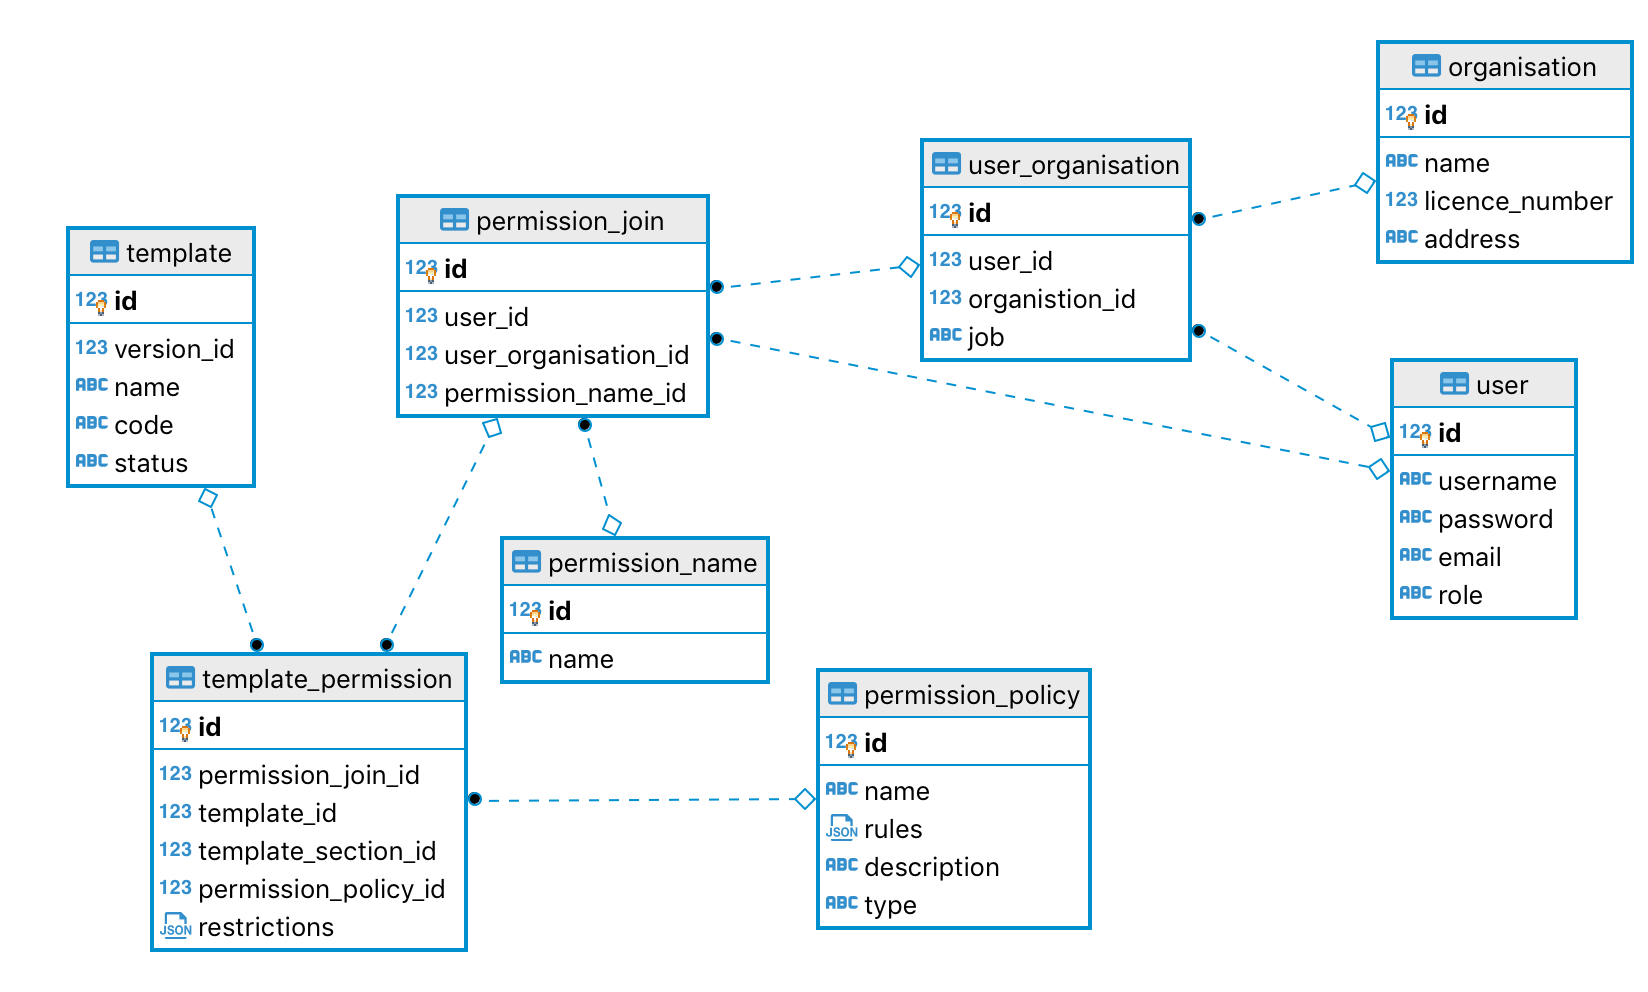 organisation
123 id
ABC name
123 licence_number
ABC address
user_organisation
123 id
123 user_id
123 organistion_id
ABC job
permission_join
123 id
123 user_id
123 user_organisation_id
123 permission_name_id
template
123 id
123 version_id
ABC name
ABC code
ABC status
user
123 id
ABC username
ABC password
ABC email
ABC role
permission_name
123 id
ABC name
template_permission
123 id
123 permission_join_id
123 template_id
123 template_section_id
123 permission_policy_id
JSON restrictions
permission_policy
123 id
ABC name
JSON rules
ABC description
ABC type